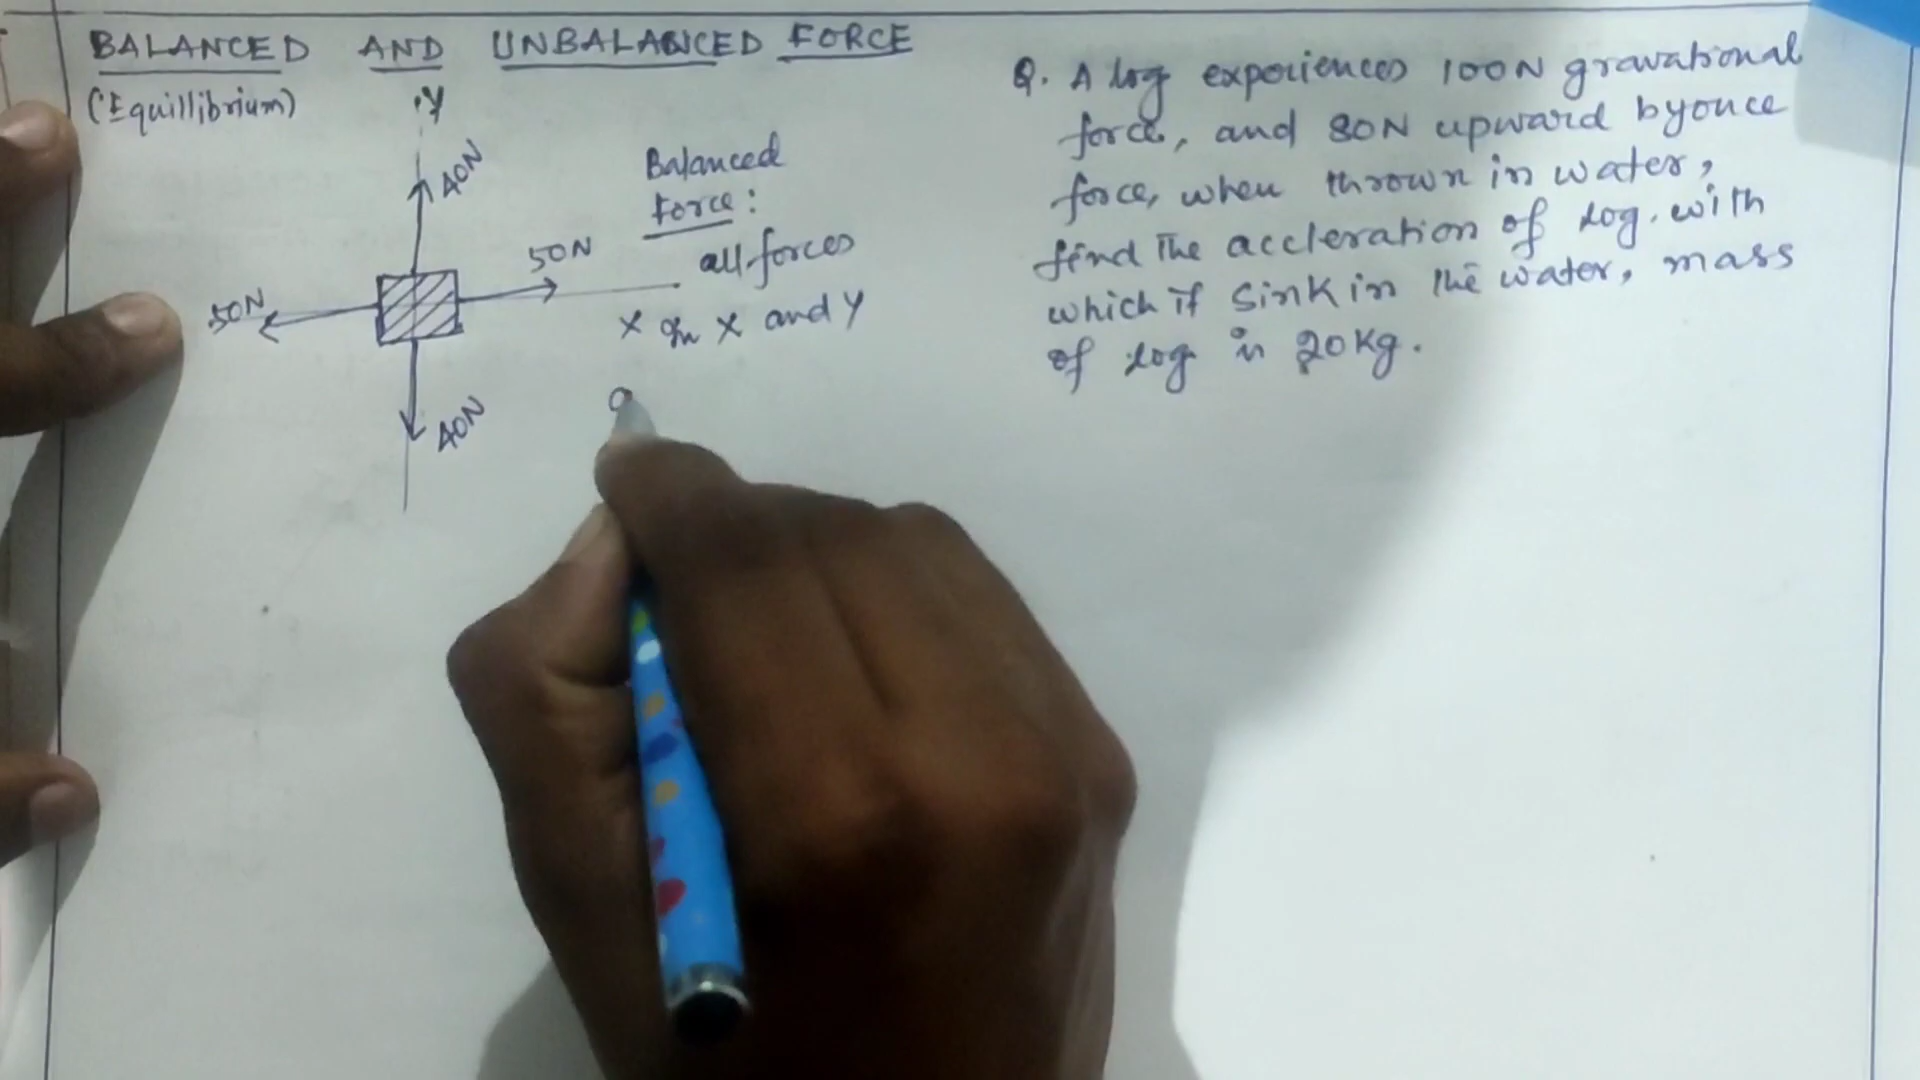 BALANCED AND UNBALANCED FORCE
(Equillibrium)
Y
40N
50N
50N
40N
Balanced
Force:
all forces
X in X and Y
Q. A log experiences 100N gravational
force, and 80N upward byouce
force, when thrown in water,
find The accleration of log. with
which it Sink in the water, mass
of log is 20Kg.